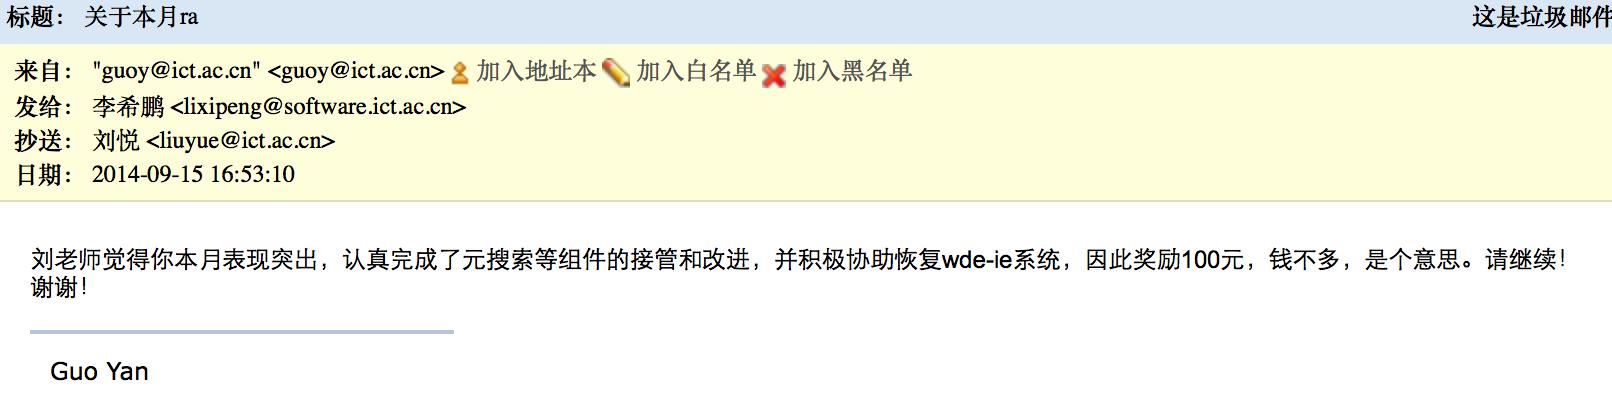 标题： 关于本月ra 这是垃圾邮件
来自： "guoy@ict.ac.cn" <guoy@ict.ac.cn> 加入地址本 加入白名单 加入黑名单
发给： 李希鹏 <lixipeng@software.ict.ac.cn>
抄送： 刘悦 <liuyue@ict.ac.cn>
日期： 2014-09-15 16:53:10
刘老师觉得你本月表现突出，认真完成了元搜索等组件的接管和改进，并积极协助恢复wde-ie系统，因此奖励100元，钱不多，是个意思。请继续！
谢谢！
Guo Yan